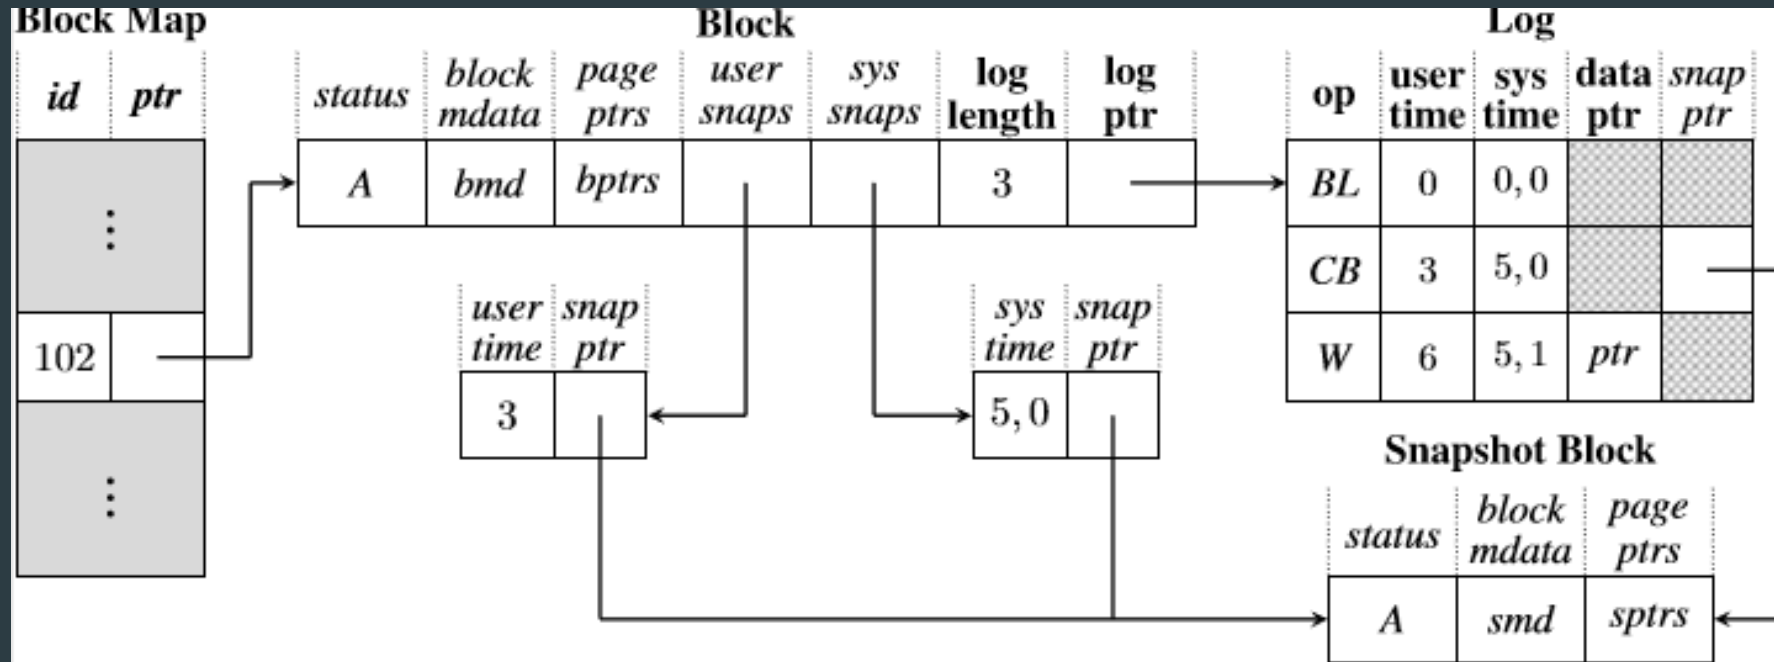 Block Map
Block
Log
id ptr
status block mdata page ptrs user snaps sys snaps log length log ptr
op user time sys time data ptr snap ptr
A bmd bptrs 3
BL 0 0, 0
CB 3 5, 0
W 6 5, 1 ptr
⋮
102
⋮
user time snap ptr
3
sys time snap ptr
5, 0
Snapshot Block
status block mdata page ptrs
A smd sptrs